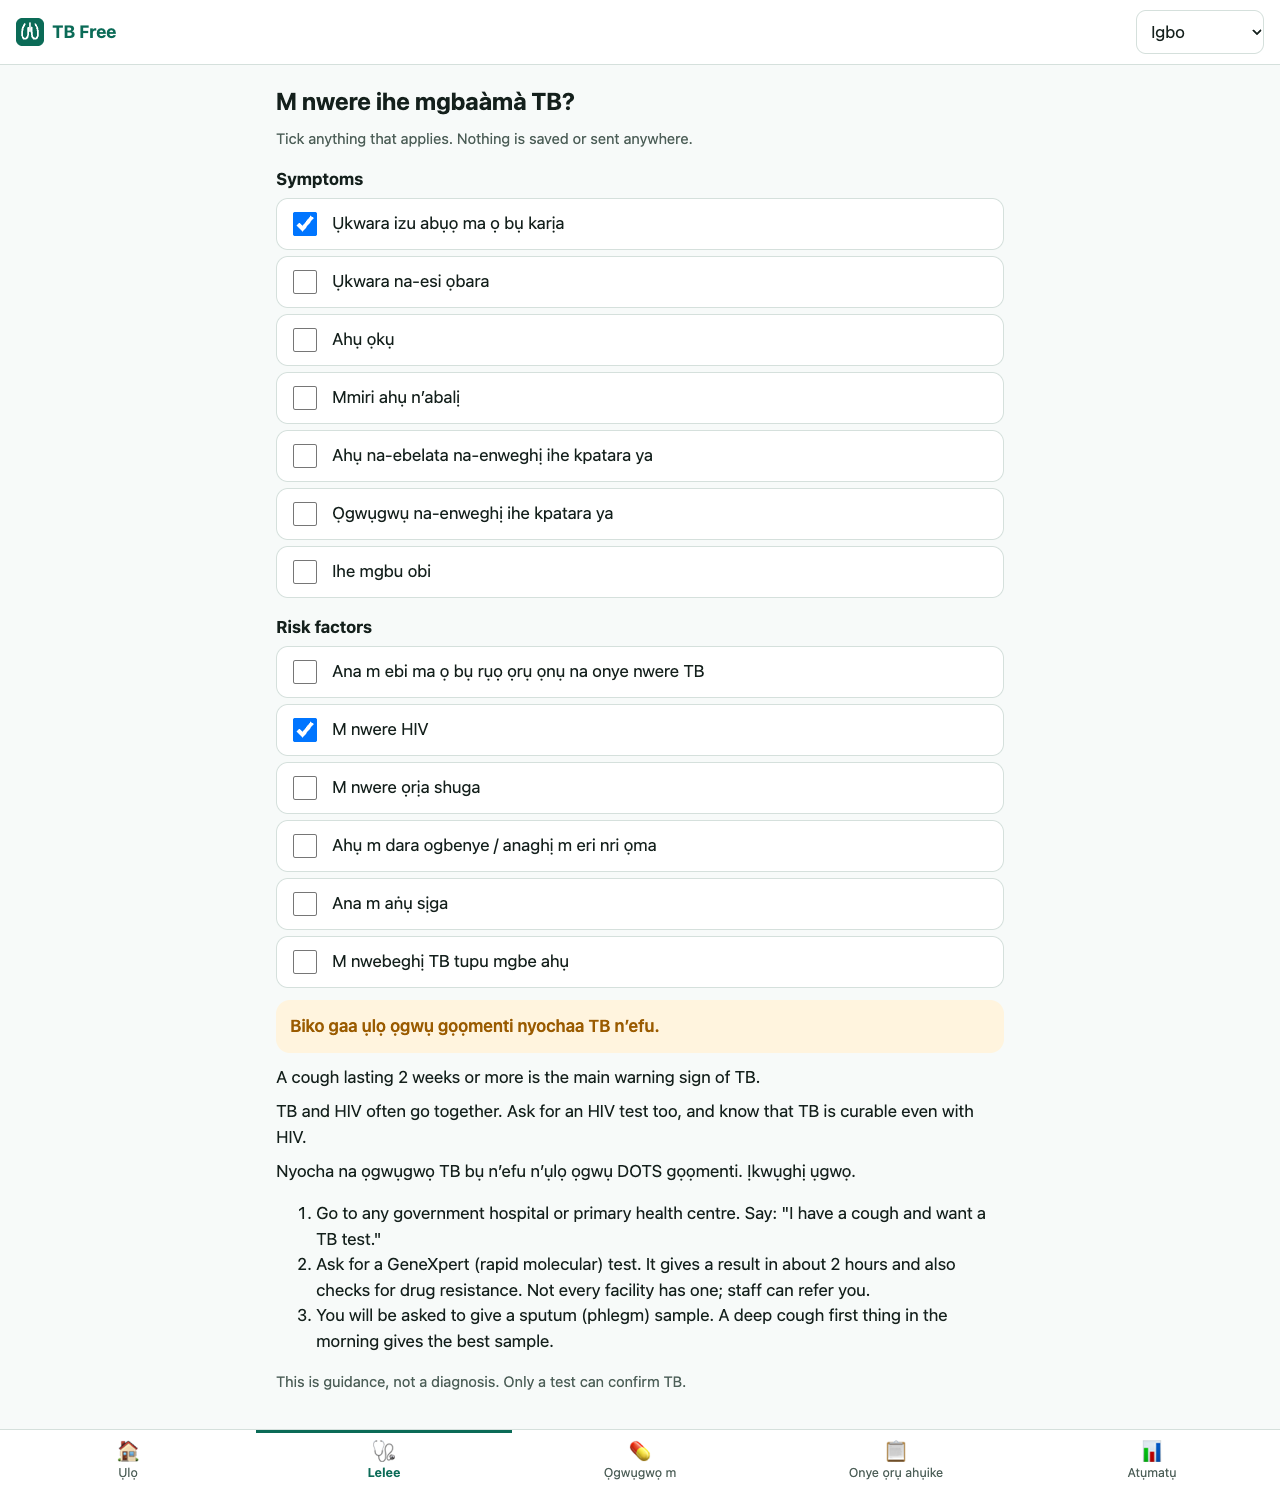 TB Free
Igbo
M nwere ihe mgbaàmà TB?
Tick anything that applies. Nothing is saved or sent anywhere.
Symptoms
Ụkwara izu abụọ ma ọ bụ karịa
Ụkwara na-esi ọbara
Ahụ ọkụ
Mmiri ahụ n’abalị
Ahụ na-ebelata na-enweghị ihe kpatara ya
Ọgwụgwụ na-enweghị ihe kpatara ya
Ihe mgbu obi
Risk factors
Ana m ebi ma ọ bụ rụọ ọrụ ọnụ na onye nwere TB
M nwere HIV
M nwere ọrịa shuga
Ahụ m dara ogbenye / anaghị m eri nri ọma
Ana m aṅụ sịga
M nwebeghị TB tupu mgbe ahụ
Biko gaa ụlọ ọgwụ gọọmenti nyochaa TB n’efu.
A cough lasting 2 weeks or more is the main warning sign of TB.
TB and HIV often go together. Ask for an HIV test too, and know that TB is curable even with
HIV.
Nyocha na ọgwụgwọ TB bụ n’efu n’ụlọ ọgwụ DOTS gọọmenti. Ịkwụghị ụgwọ.
1. Go to any government hospital or primary health centre. Say: "I have a cough and want a
TB test."
2. Ask for a GeneXpert (rapid molecular) test. It gives a result in about 2 hours and also
checks for drug resistance. Not every facility has one; staff can refer you.
3. You will be asked to give a sputum (phlegm) sample. A deep cough first thing in the
morning gives the best sample.
This is guidance, not a diagnosis. Only a test can confirm TB.
Ụlọ
Lelee
Ọgwụgwọ m
Onye ọrụ ahụike
Atụmatụ